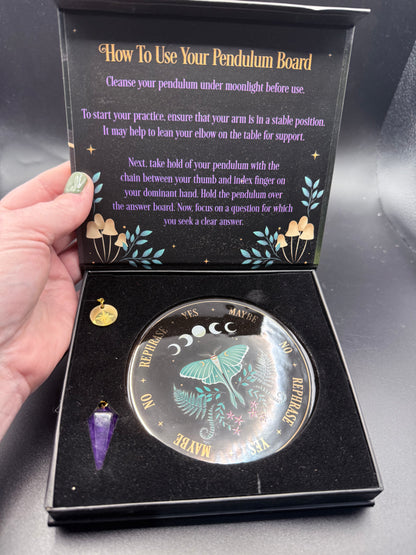 How To Use Your Pendulum Board
Cleanse your pendulum under moonlight before use.
To start your practice, ensure that your arm is in a stable position.
It may help to lean your elbow on the table for support.
Next, take hold of your pendulum with the
chain between your thumb and index finger on
your dominant hand. Hold the pendulum over
the answer board. Now, focus on a question for which
you seek a clear answer.
YES
MAYBE
NO
REPHRASE
YES
MAYBE
NO
REPHRASE